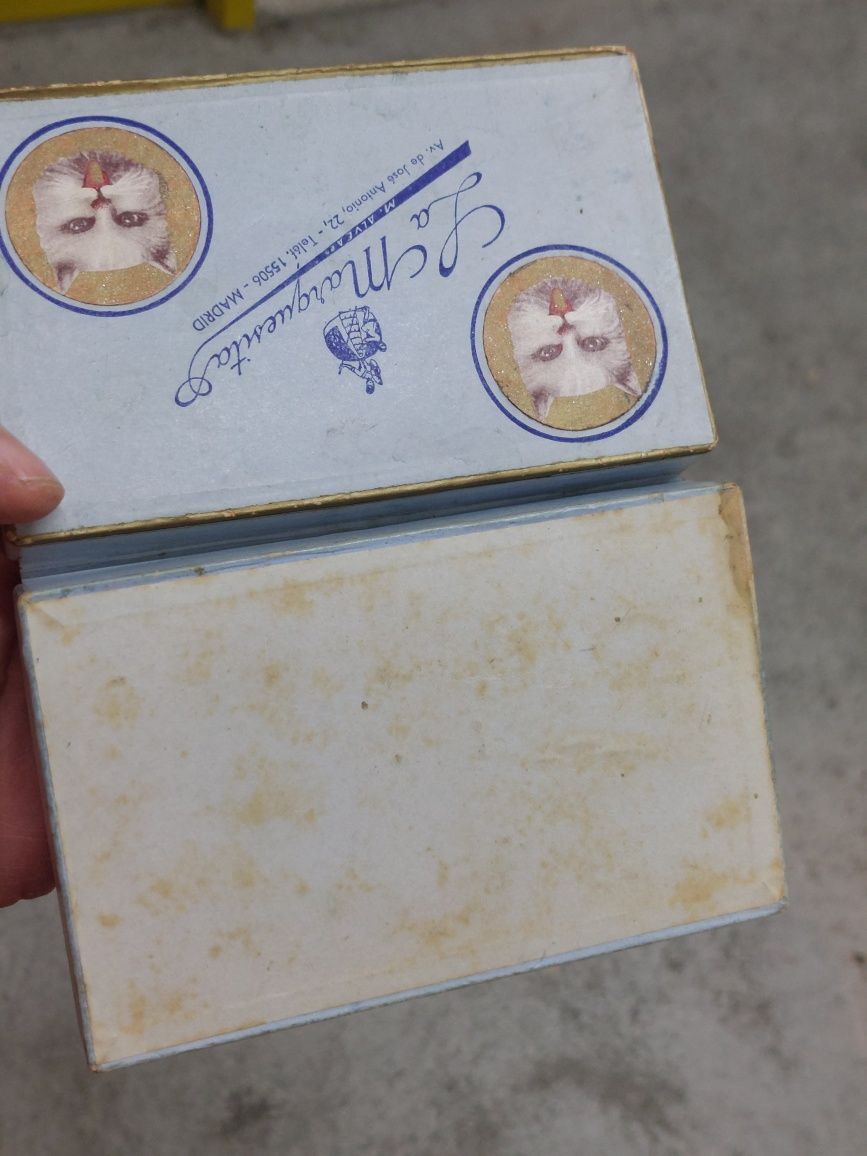 La Marquesita
M. ALVEAR
Av. de José Antonio, 22, - Teléf. 15506 - MADRID